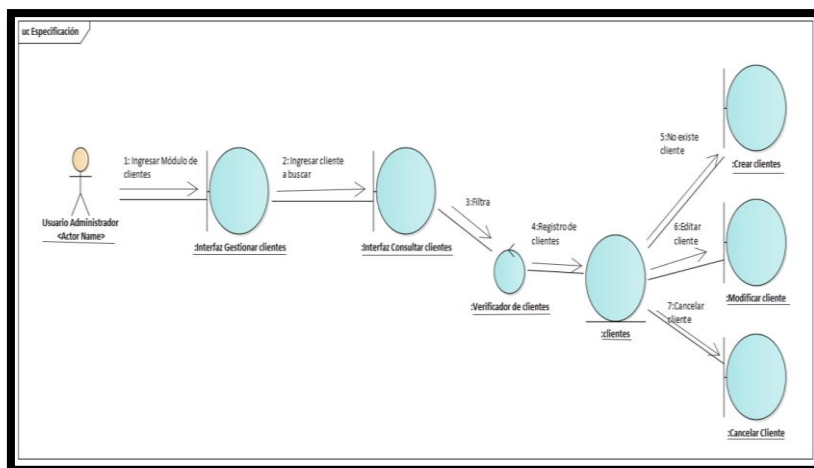 uc Especificación
1: Ingresar Módulo de
clientes
Usuario Administrador
<Actor Name>
:Interfaz Gestionar clientes
2: Ingresar cliente
a buscar
:Interfaz Consultar clientes
3:Filtra
:Verificador de clientes
4:Registro de
clientes
:clientes
5:No existe
cliente
:Crear clientes
6:Editar
cliente
:Modificar cliente
7:Cancelar
cliente
:Cancelar Cliente